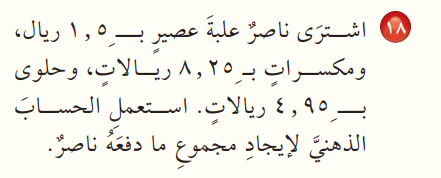 ١٨ اشترَى ناصرٌ علبةَ عصيرٍ بـِ ١,٥ ريال،
ومكسراتٍ بـِ ٨,٢٥ ريالاتٍ، وحلوى
بـِ ٤,٩٥ ريالاتٍ. استعملِ الحسابَ
الذهنيَّ لإيجادِ مجموعِ ما دفعَهُ ناصرٌ.